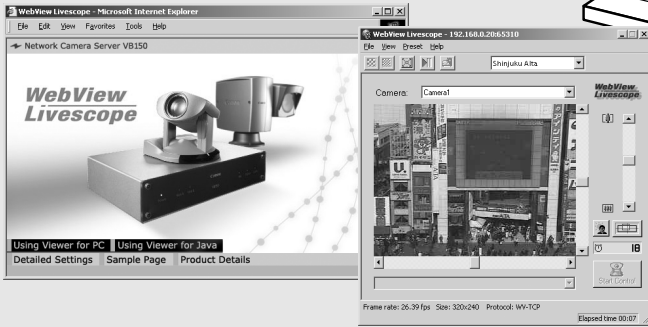 WebView Livescope - Microsoft Internet Explorer
File Edit View Favorites Tools Help
Network Camera Server VB150
WebView
Livescope
Using Viewer for PC Using Viewer for Java
Detailed Settings Sample Page Product Details
WebView Livescope - 192.168.0.20:65310
File View Preset Help
Shinjuku Alta
Camera: Camera1
WebView
Livescope
U.
ALTA
18
Start Control
Frame rate: 26.39 fps Size: 320x240 Protocol: WV-TCP
Elapsed time 00:07